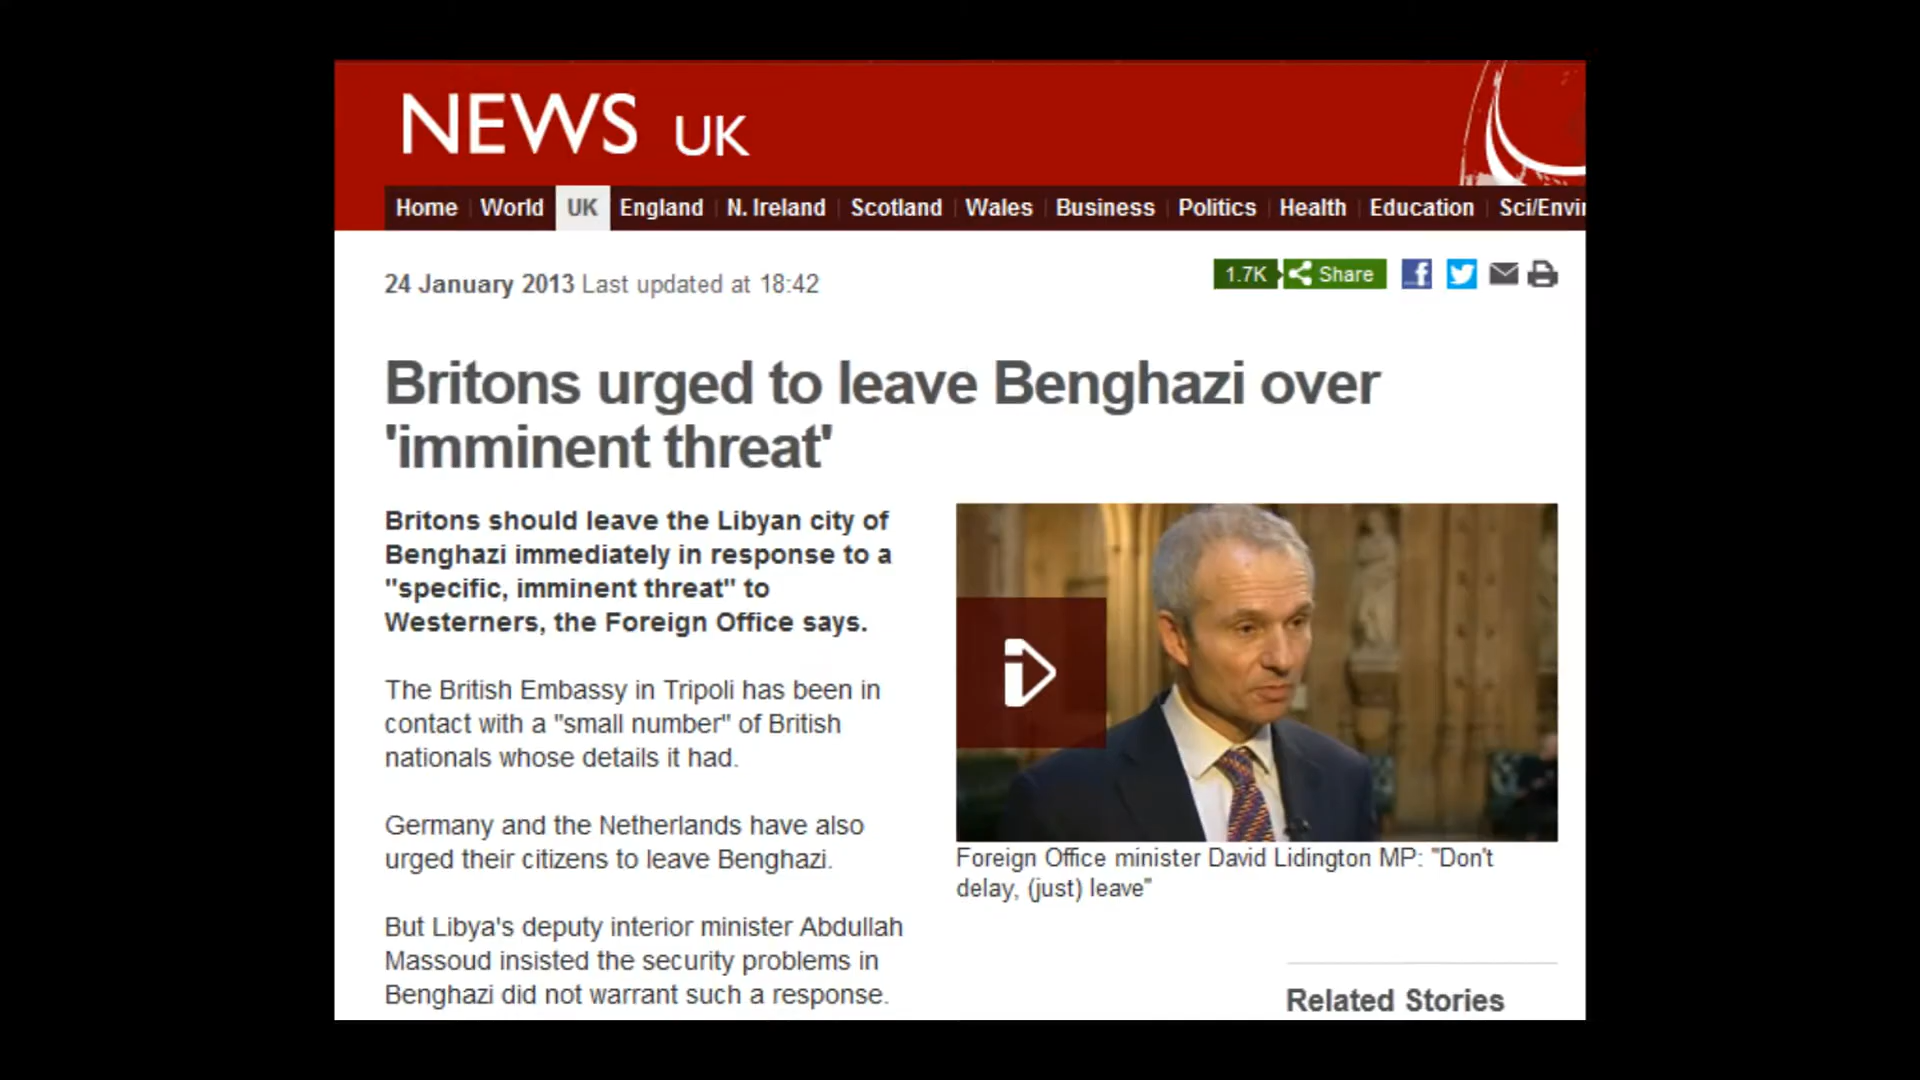 NEWS UK
Home World UK England N. Ireland Scotland Wales Business Politics Health Education
24 January 2013 Last updated at 18:42
1.7K Share
Britons urged to leave Benghazi over
'imminent threat'
Britons should leave the Libyan city of
Benghazi immediately in response to a
"specific, imminent threat" to
Westerners, the Foreign Office says.
The British Embassy in Tripoli has been in
contact with a "small number" of British
nationals whose details it had.
Germany and the Netherlands have also
urged their citizens to leave Benghazi.
But Libya's deputy interior minister Abdullah
Massoud insisted the security problems in
Benghazi did not warrant such a response.
Foreign Office minister David Lidington MP: "Don't
delay, (just) leave"
Related Stories